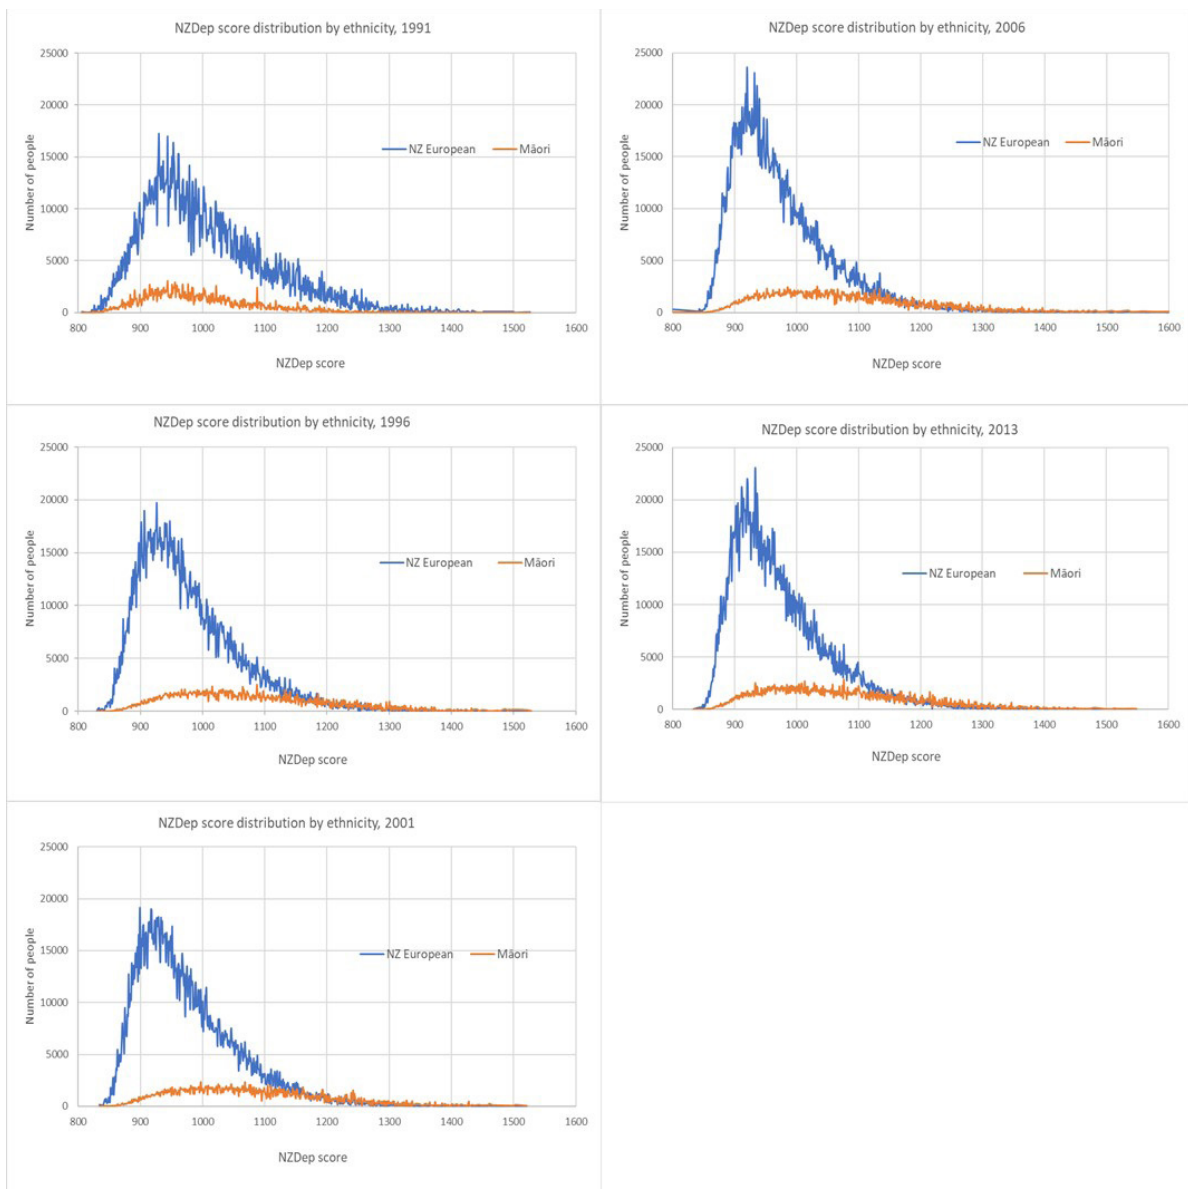 NZDep score distribution by ethnicity, 1991
25000
20000
15000
10000
5000
0
Number of people
NZ European Māori
800 900 1000 1100 1200 1300 1400 1500 1600
NZDep score
NZDep score distribution by ethnicity, 2006
25000
20000
15000
10000
5000
0
Number of people
NZ European Māori
800 900 1000 1100 1200 1300 1400 1500 1600
NZDep score
NZDep score distribution by ethnicity, 1996
25000
20000
15000
10000
5000
0
Number of people
NZ European Māori
800 900 1000 1100 1200 1300 1400 1500 1600
NZDep score
NZDep score distribution by ethnicity, 2013
25000
20000
15000
10000
5000
0
Number of people
NZ European Māori
800 900 1000 1100 1200 1300 1400 1500 1600
NZDep score
NZDep score distribution by ethnicity, 2001
25000
20000
15000
10000
5000
0
Number of people
NZ European Māori
800 900 1000 1100 1200 1300 1400 1500 1600
NZDep score